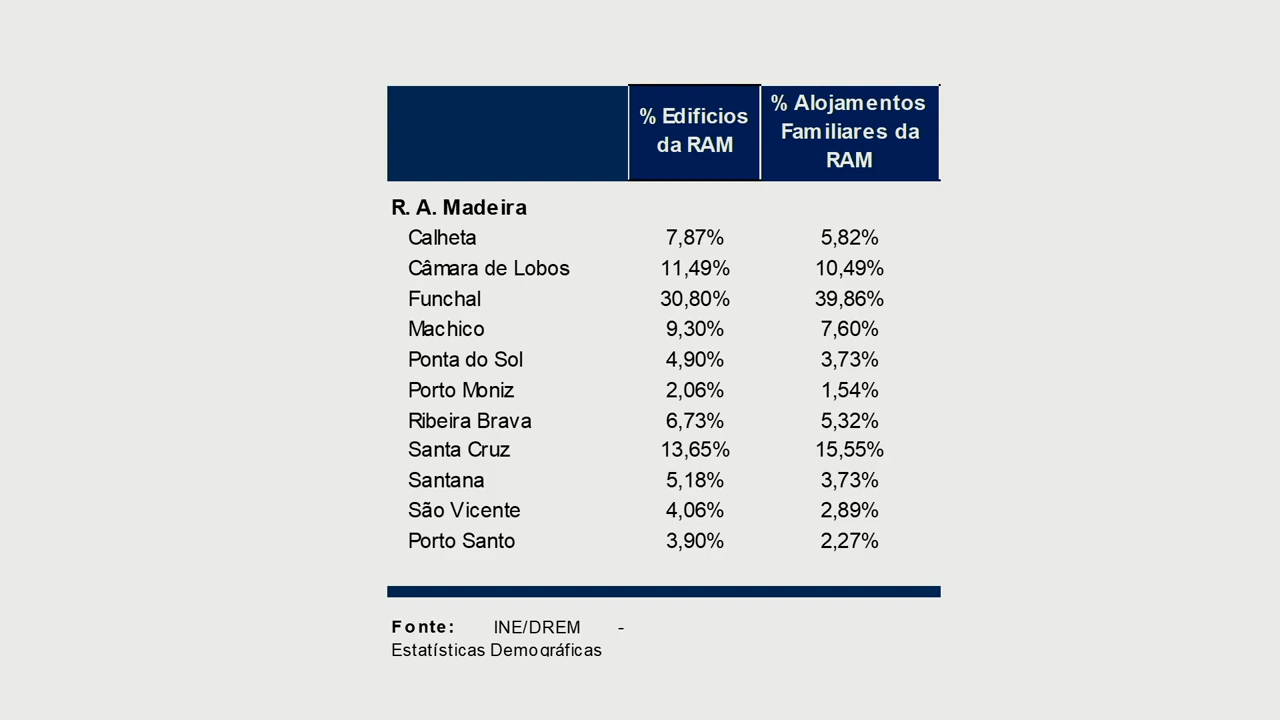 % Edificios da RAM
% Alojamentos Familiares da RAM
R. A. Madeira
Calheta 7,87% 5,82%
Câmara de Lobos 11,49% 10,49%
Funchal 30,80% 39,86%
Machico 9,30% 7,60%
Ponta do Sol 4,90% 3,73%
Porto Moniz 2,06% 1,54%
Ribeira Brava 6,73% 5,32%
Santa Cruz 13,65% 15,55%
Santana 5,18% 3,73%
São Vicente 4,06% 2,89%
Porto Santo 3,90% 2,27%
Fonte: INE/DREM -
Estatísticas Demográficas